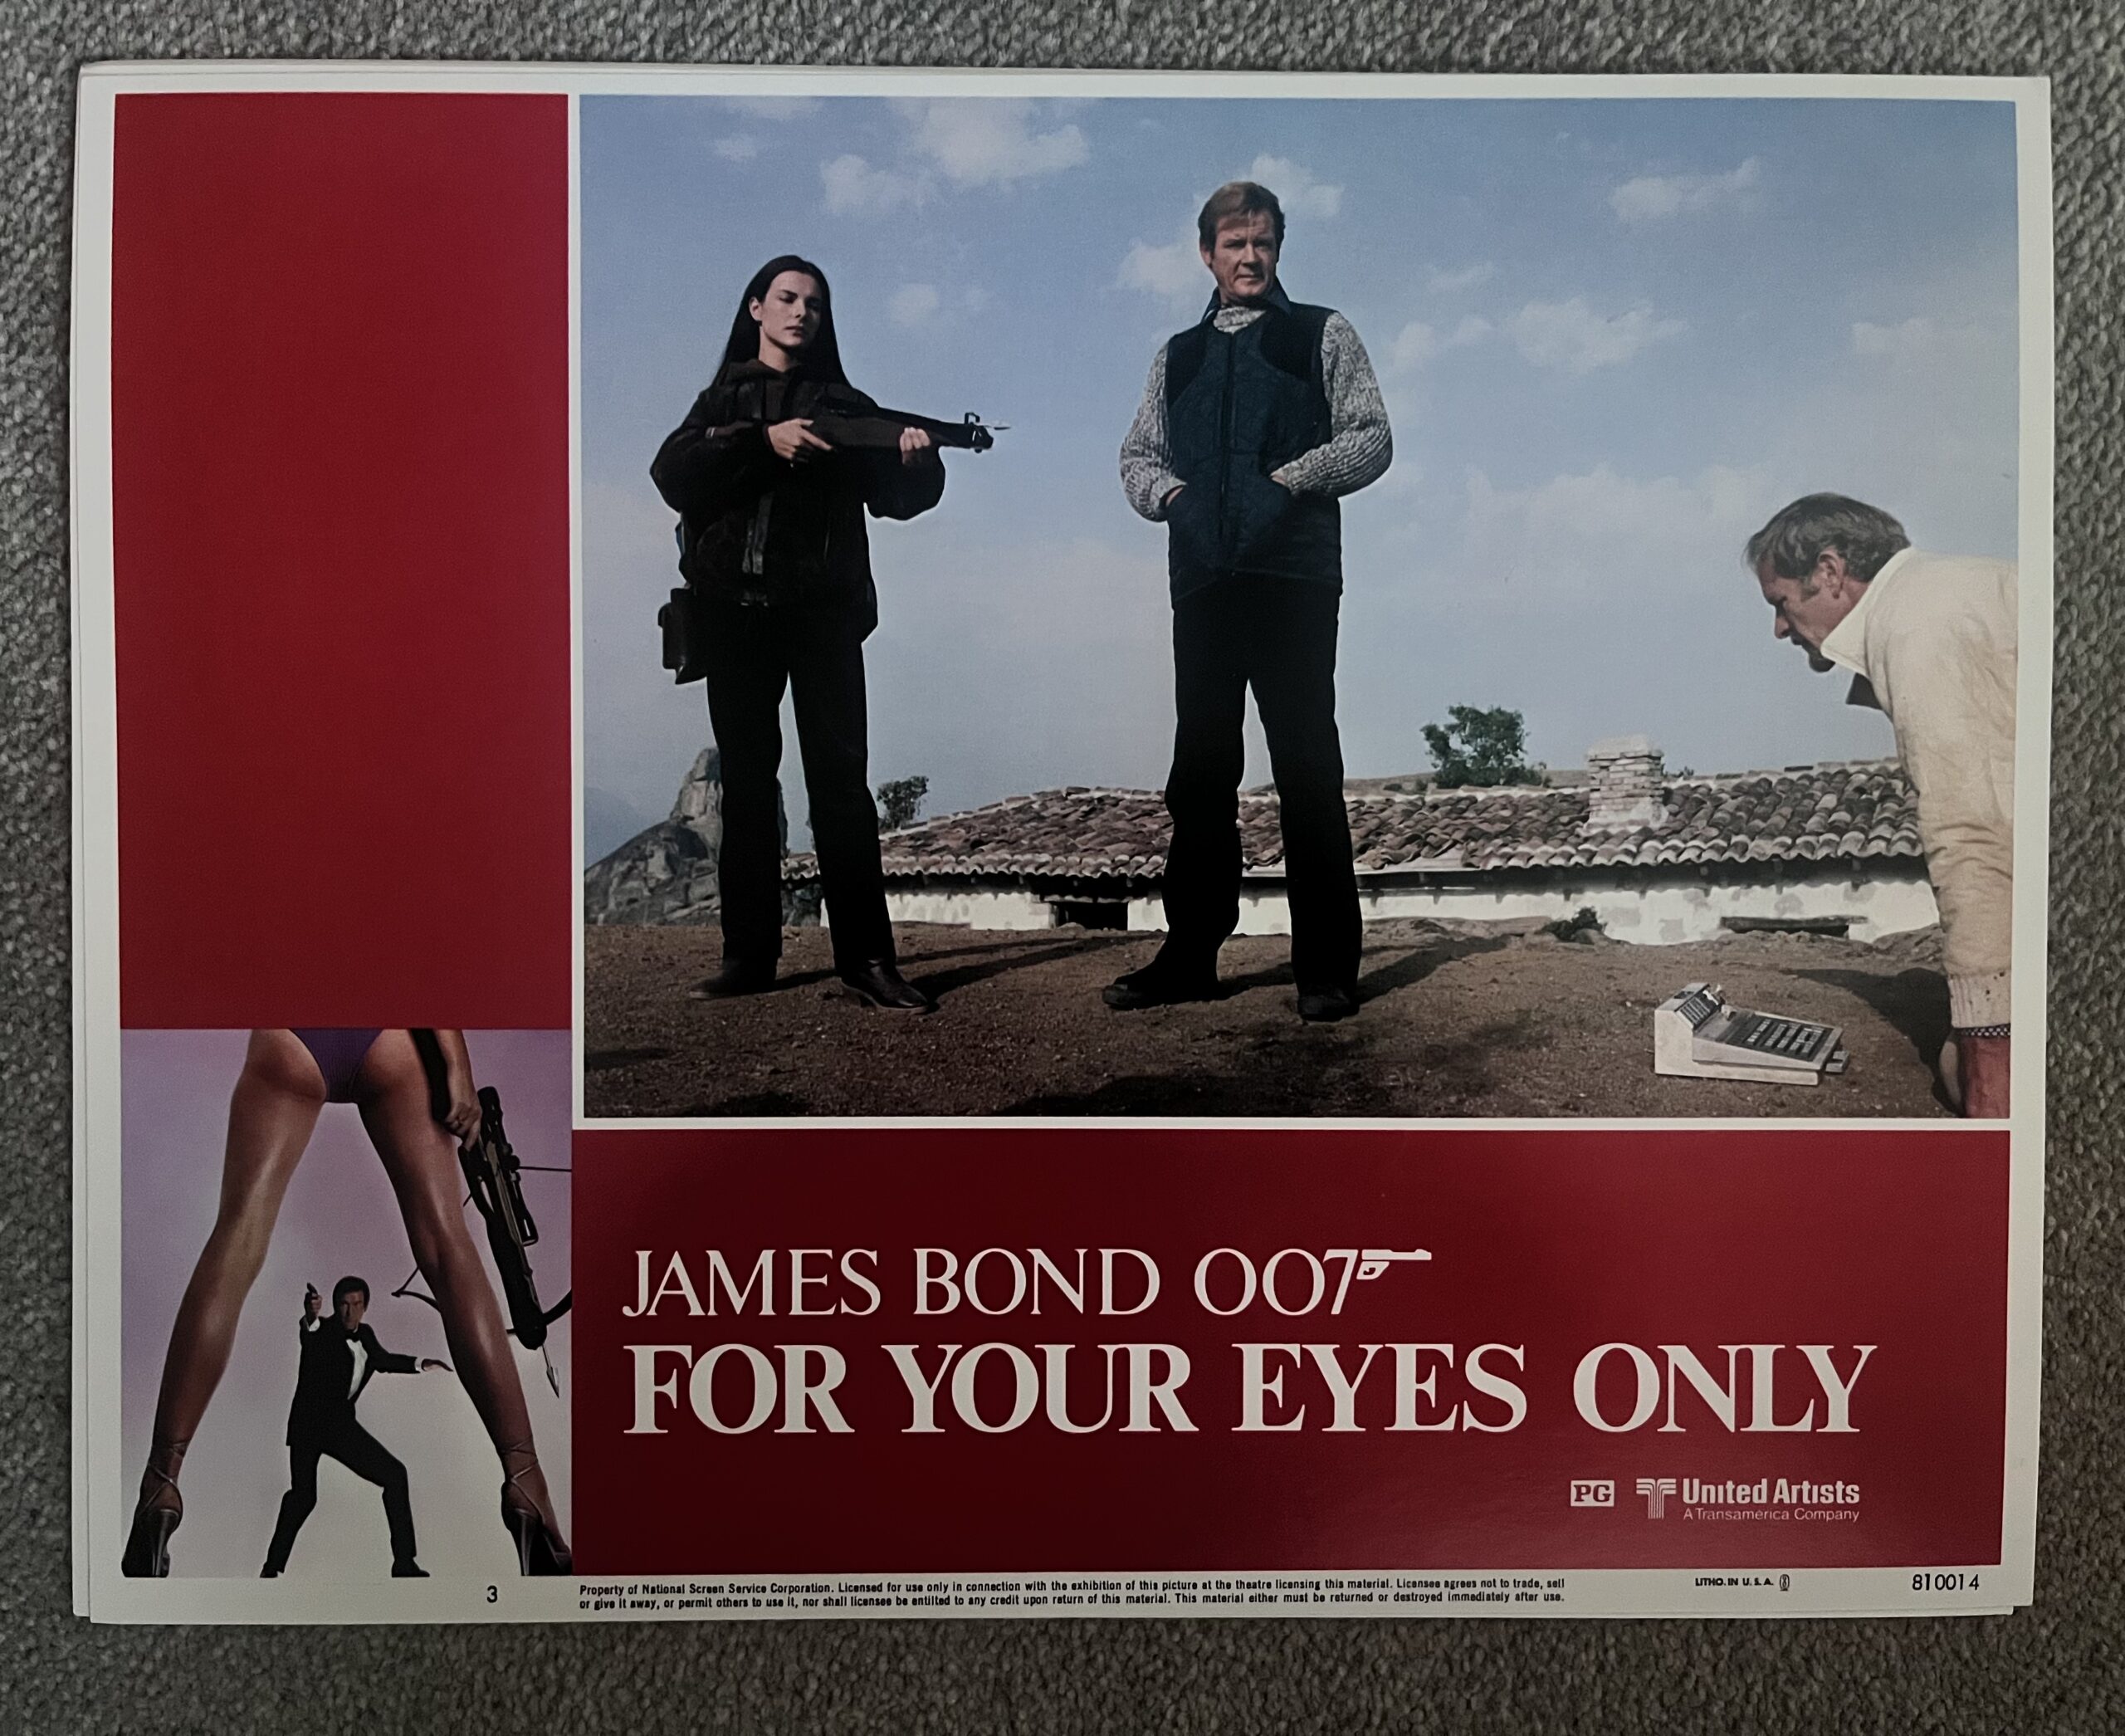 JAMES BOND 007
FOR YOUR EYES ONLY
PG United Artists
A Transamerica Company
3
Property of National Screen Service Corporation. Licensed for use only in connection with the exhibition of this picture at the theatre licensing this material. Licensee agrees not to trade, sell
or give it away, or permit others to use it, nor shall licensee be entitled to any credit upon return of this material. This material either must be returned or destroyed immediately after use.
LITHO. IN U. S. A.
810014